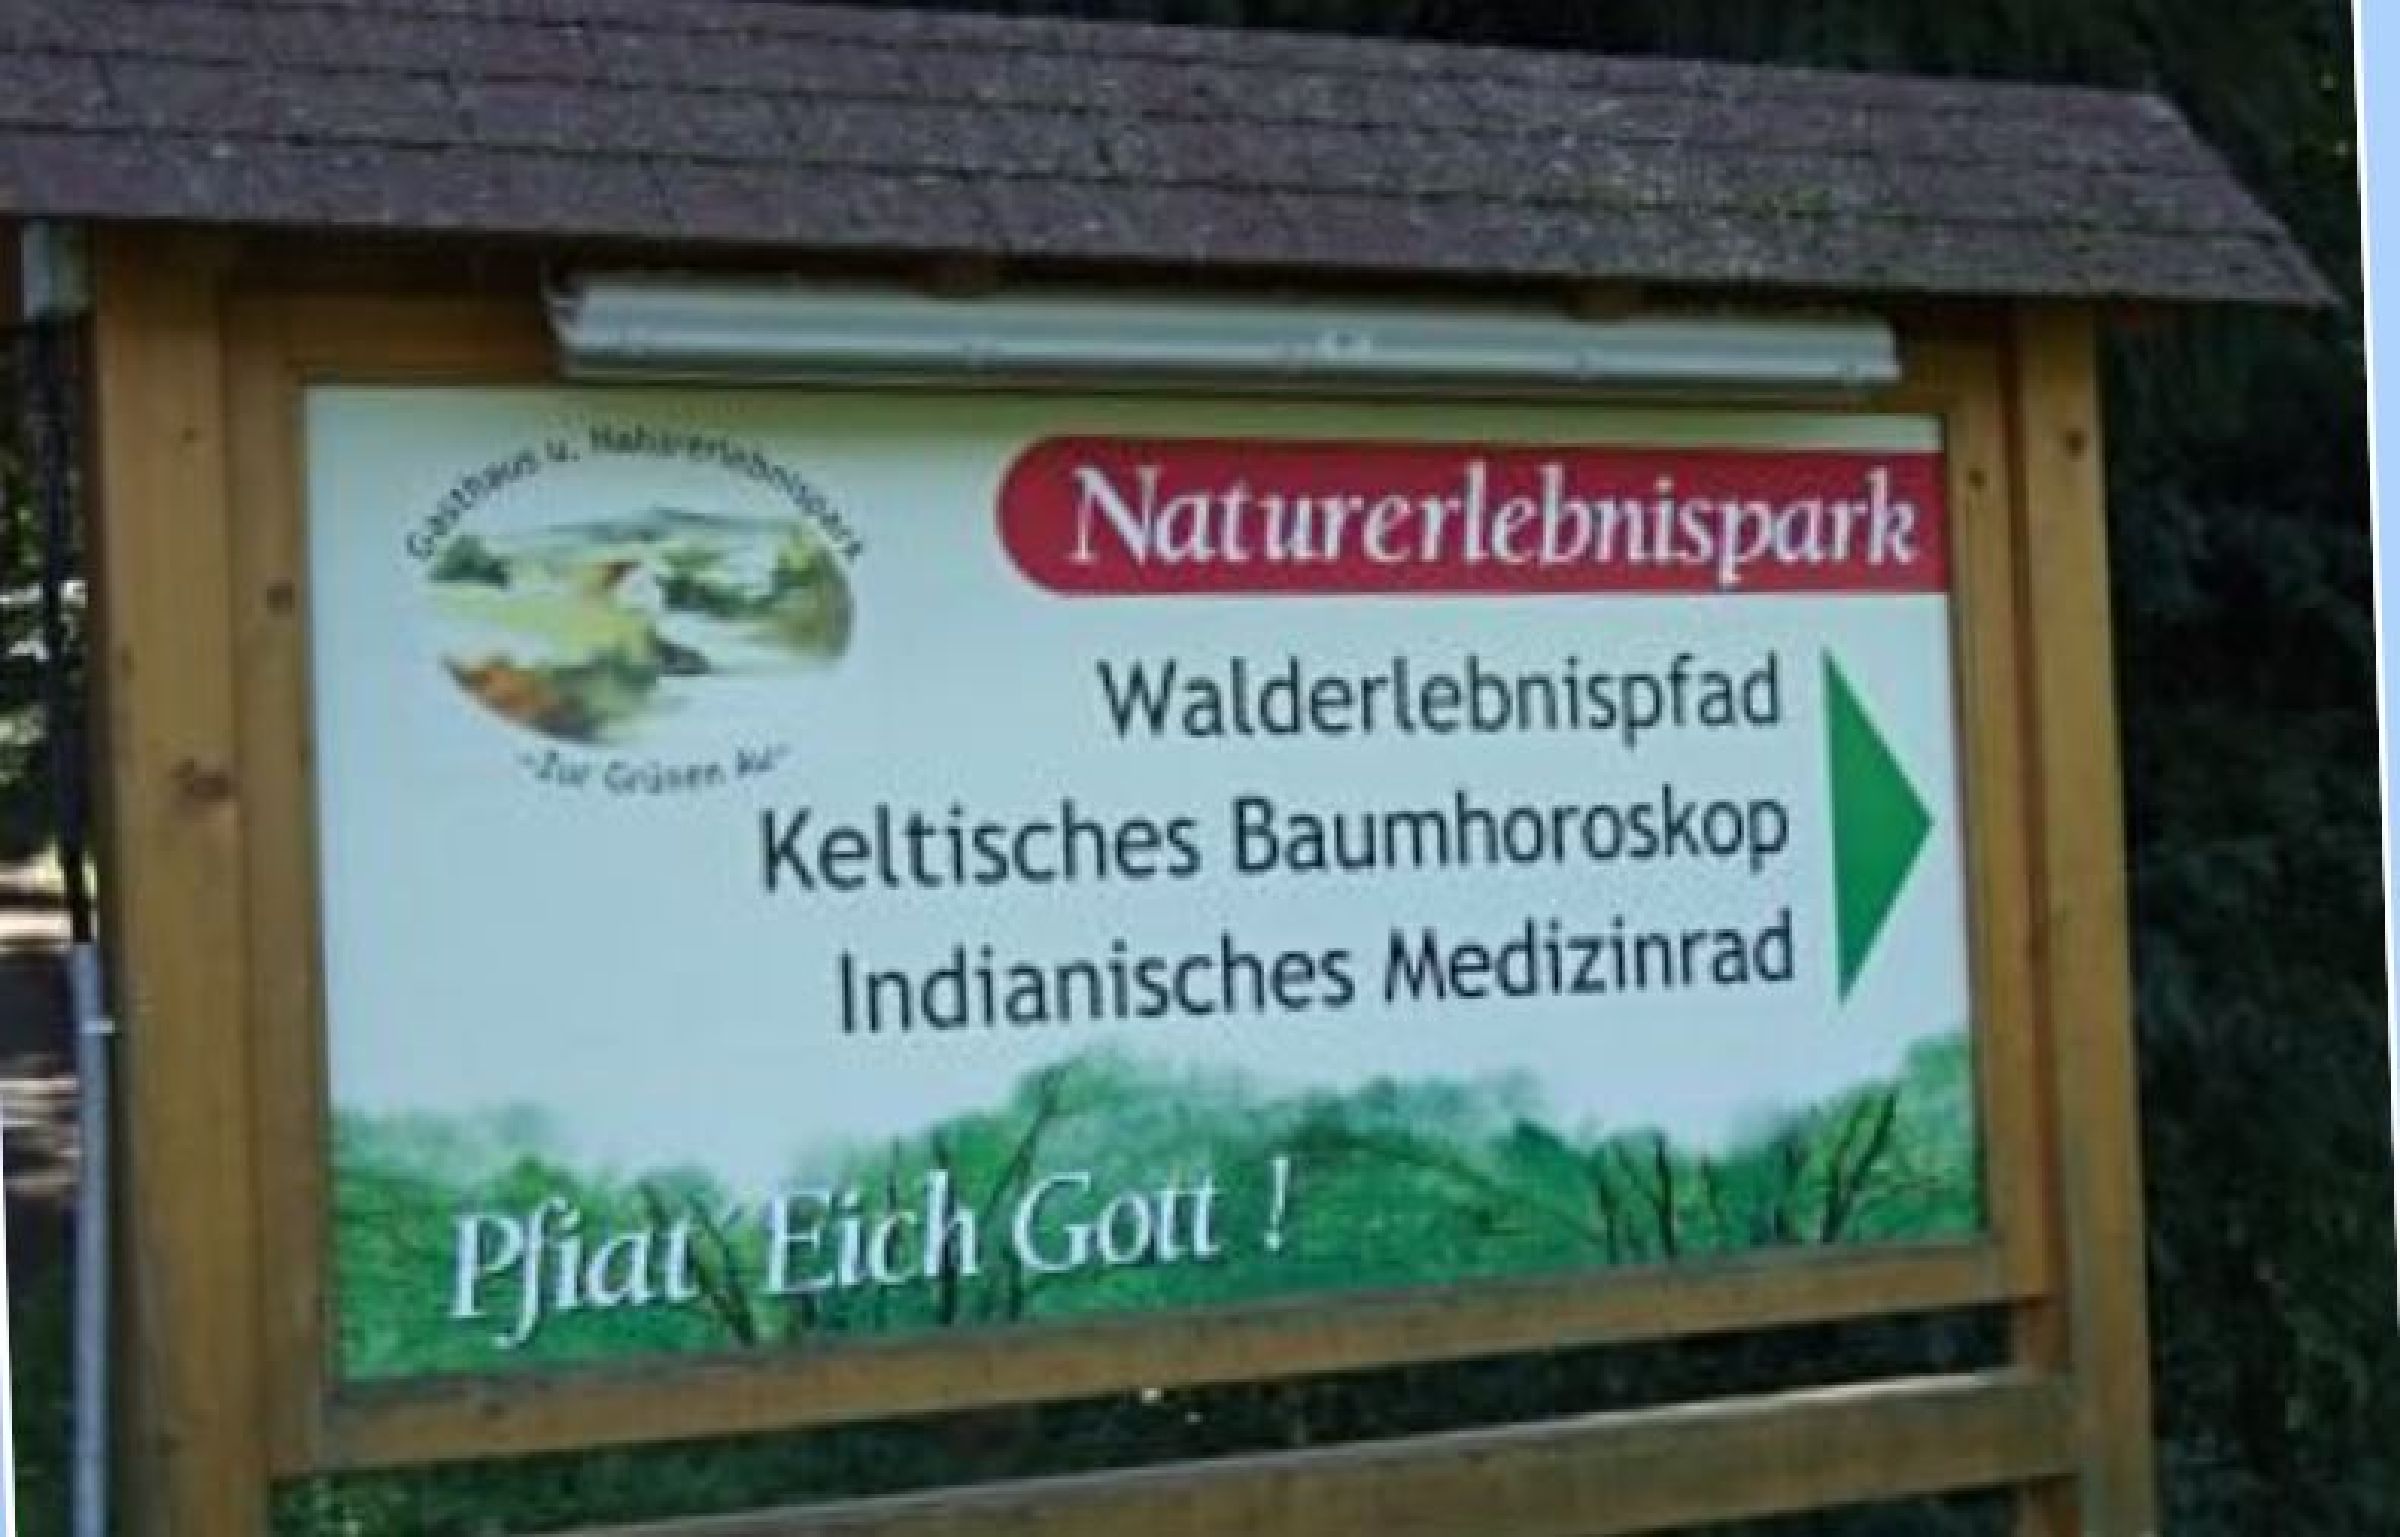 Gasthaus u. Naturerlebnispark
"Zur Grünen Au"
Naturerlebnispark
Walderlebnispfad
Keltisches Baumhoroskop
Indianisches Medizinrad
Pfiat´Eich Gott !